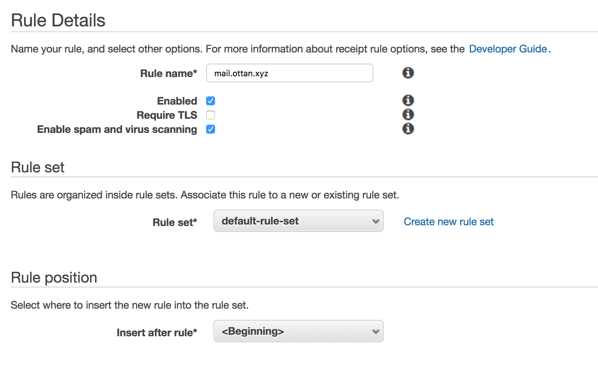 Rule Details
Name your rule, and select other options. For more information about receipt rule options, see the Developer Guide.
Rule name* mail.ottan.xyz
Enabled
Require TLS
Enable spam and virus scanning
Rule set
Rules are organized inside rule sets. Associate this rule to a new or existing rule set.
Rule set* default-rule-set Create new rule set
Rule position
Select where to insert the new rule into the rule set.
Insert after rule* <Beginning>